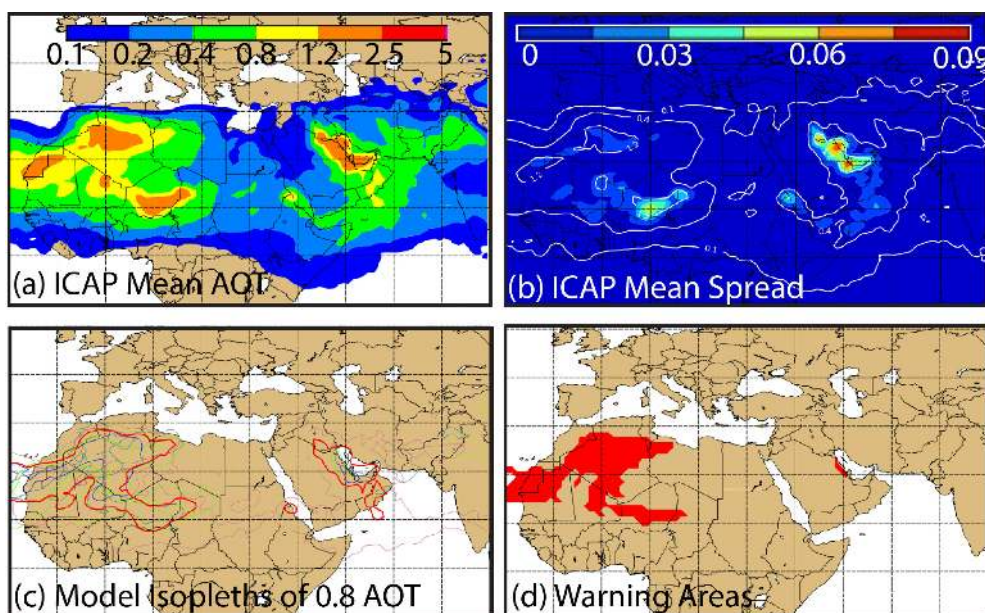 0.1 0.2 0.4 0.8 1.2 2.5 5
(a) ICAP Mean AOT
0 0.03 0.06 0.09
(b) ICAP Mean Spread
(c) Model Isopleths of 0.8 AOT
(d) Warning Areas